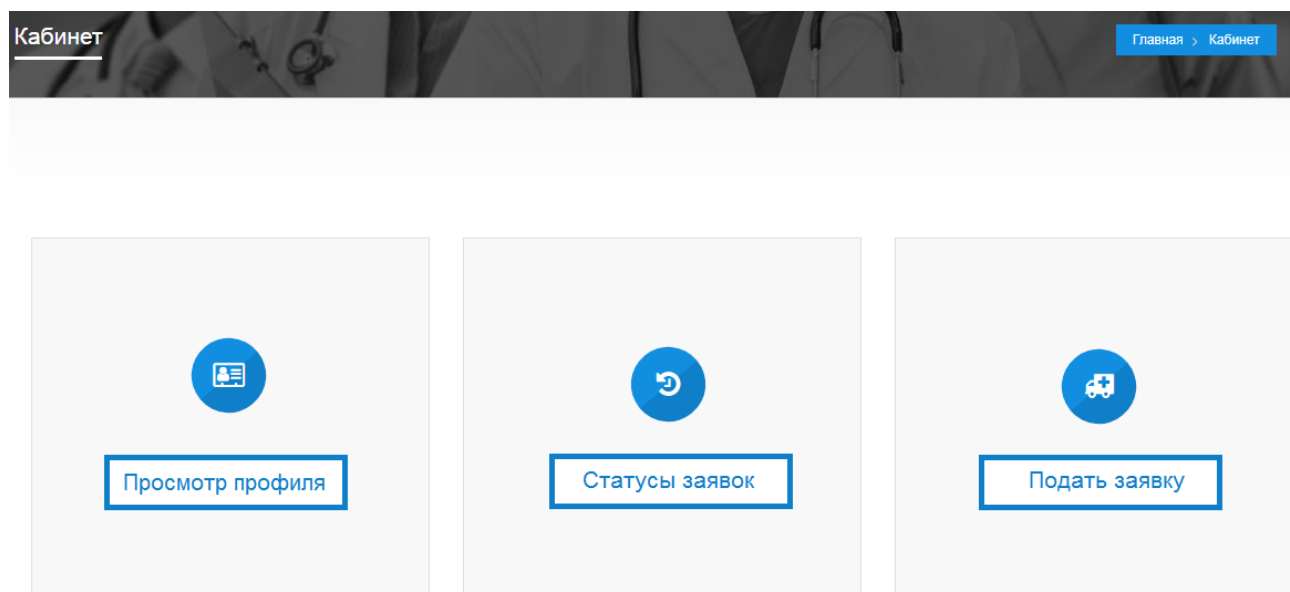 Кабинет
Главная > Кабинет
Просмотр профиля
Статусы заявок
Подать заявку